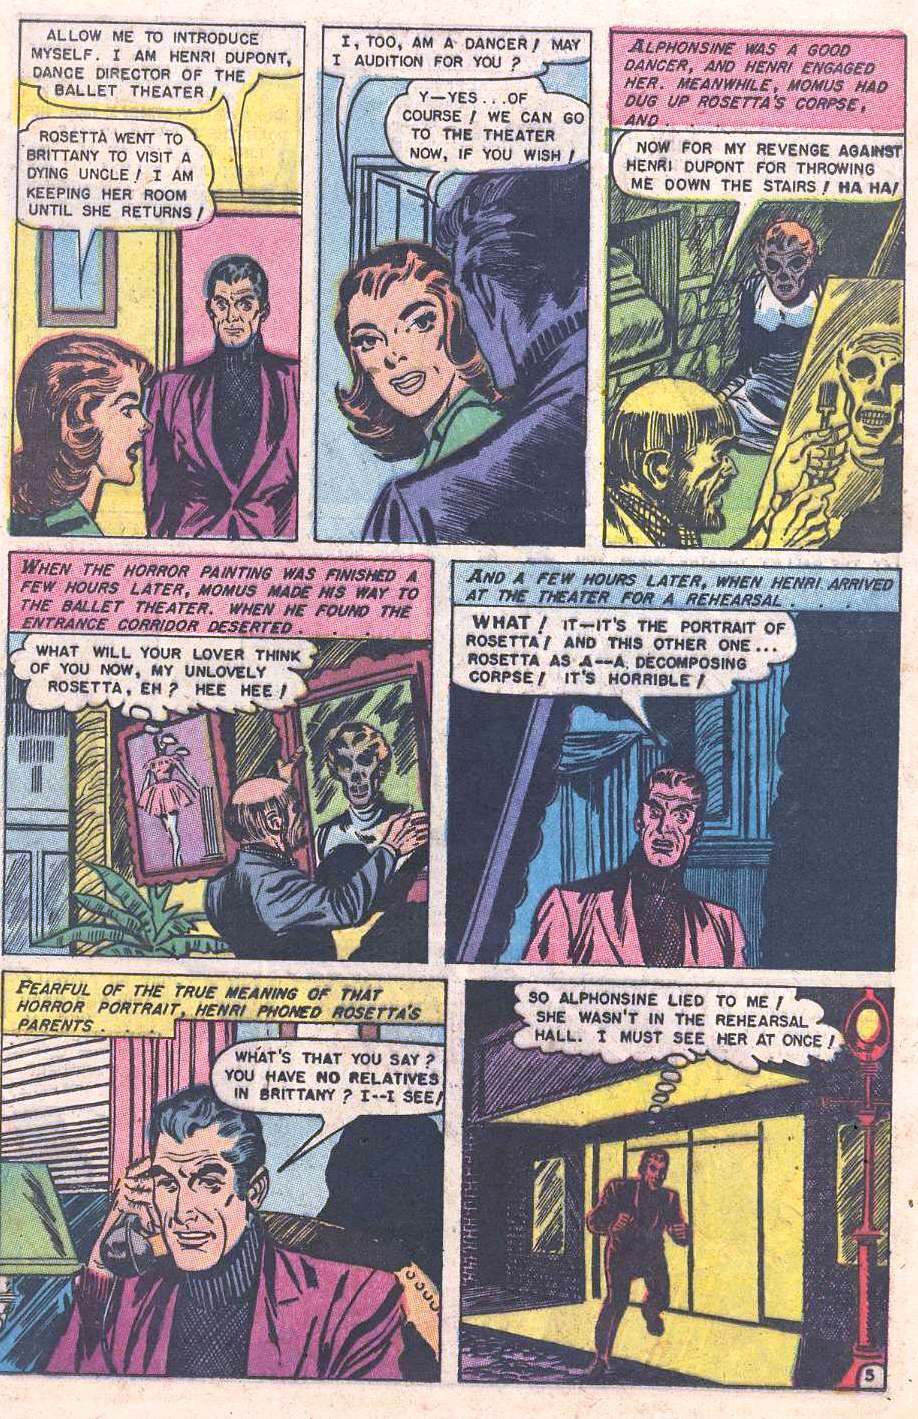 ALLOW ME TO INTRODUCE
MYSELF. I AM HENRI DUPONT,
DANCE DIRECTOR OF THE
BALLET THEATER!
ROSETTA WENT TO
BRITTANY TO VISIT A
DYING UNCLE! I AM
KEEPING HER ROOM
UNTIL SHE RETURNS!
I, TOO, AM A DANCER! MAY
I AUDITION FOR YOU?
Y—YES...OF
COURSE! WE CAN GO
TO THE THEATER
NOW, IF YOU WISH!
ALPHONSINE WAS A GOOD
DANCER, AND HENRI ENGAGED
HER. MEANWHILE, MOMUS HAD
DUG UP ROSETTA'S CORPSE,
AND . . . .
NOW FOR MY REVENGE AGAINST
HENRI DUPONT FOR THROWING
ME DOWN THE STAIRS! HA HA!
WHEN THE HORROR PAINTING WAS FINISHED A
FEW HOURS LATER, MOMUS MADE HIS WAY TO
THE BALLET THEATER. WHEN HE FOUND THE
ENTRANCE CORRIDOR DESERTED . . . .
WHAT WILL YOUR LOVER THINK
OF YOU NOW, MY UNLOVELY
ROSETTA, EH? HEE HEE!
AND A FEW HOURS LATER, WHEN HENRI ARRIVED
AT THE THEATER FOR A REHEARSAL . . . .
WHAT! IT—IT'S THE PORTRAIT OF
ROSETTA! AND THIS OTHER ONE...
ROSETTA AS A--A, DECOMPOSING
CORPSE! IT'S HORRIBLE!
FEARFUL OF THE TRUE MEANING OF THAT
HORROR PORTRAIT, HENRI PHONED ROSETTA'S
PARENTS . . . .
WHAT'S THAT YOU SAY?
YOU HAVE NO RELATIVES
IN BRITTANY? I--I SEE!
SO ALPHONSINE LIED TO ME!
SHE WASN'T IN THE REHEARSAL
HALL. I MUST SEE HER AT ONCE!
5